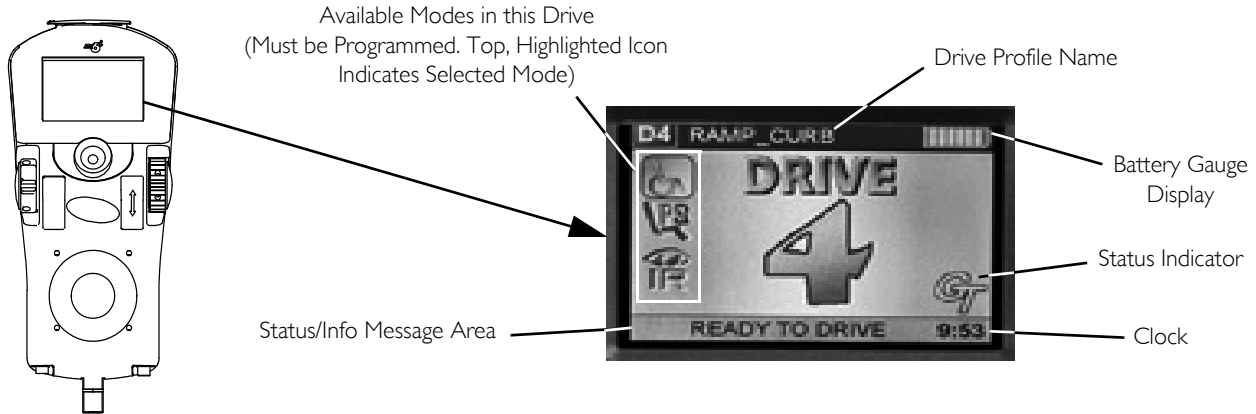 Available Modes in this Drive
(Must be Programmed. Top, Highlighted Icon
Indicates Selected Mode)
Drive Profile Name
D4 RAMP_CURB
DRIVE
4
Battery Gauge
Display
Status Indicator
GT
Status/Info Message Area
READY TO DRIVE 9:53
Clock